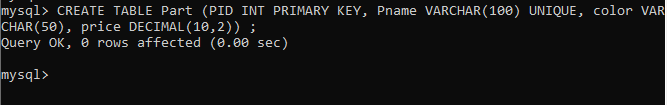 mysql> CREATE TABLE Part (PID INT PRIMARY KEY, Pname VARCHAR(100) UNIQUE, color VAR
CHAR(50), price DECIMAL(10,2)) ;
Query OK, 0 rows affected (0.00 sec)
mysql>